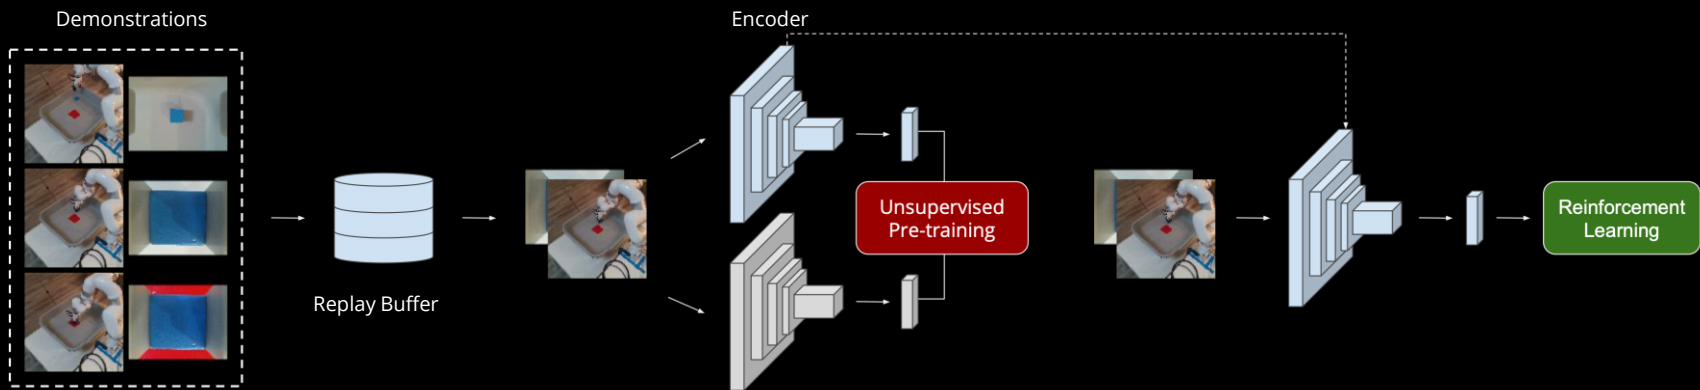 Demonstrations
Encoder
Replay Buffer
Unsupervised
Pre-training
Reinforcement
Learning